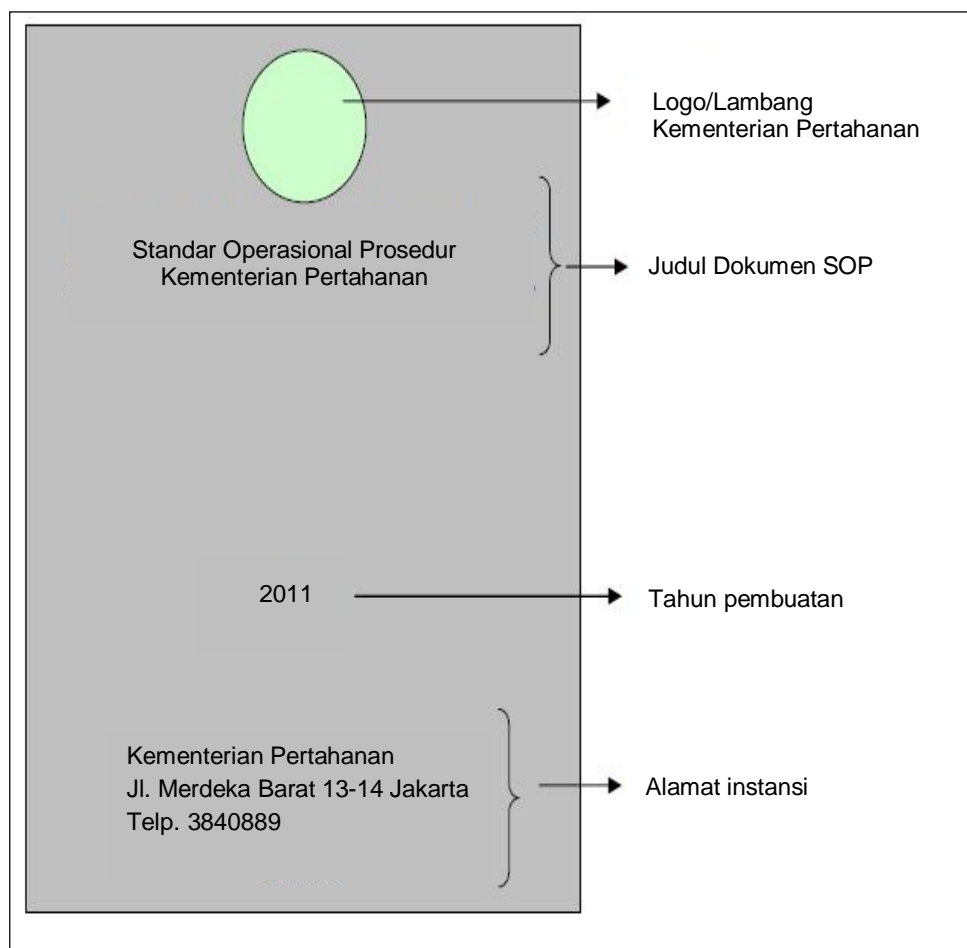 Logo/Lambang
Kementerian Pertahanan
Standar Operasional Prosedur
Kementerian Pertahanan
Judul Dokumen SOP
2011
Tahun pembuatan
Kementerian Pertahanan
Jl. Merdeka Barat 13-14 Jakarta
Telp. 3840889
Alamat instansi